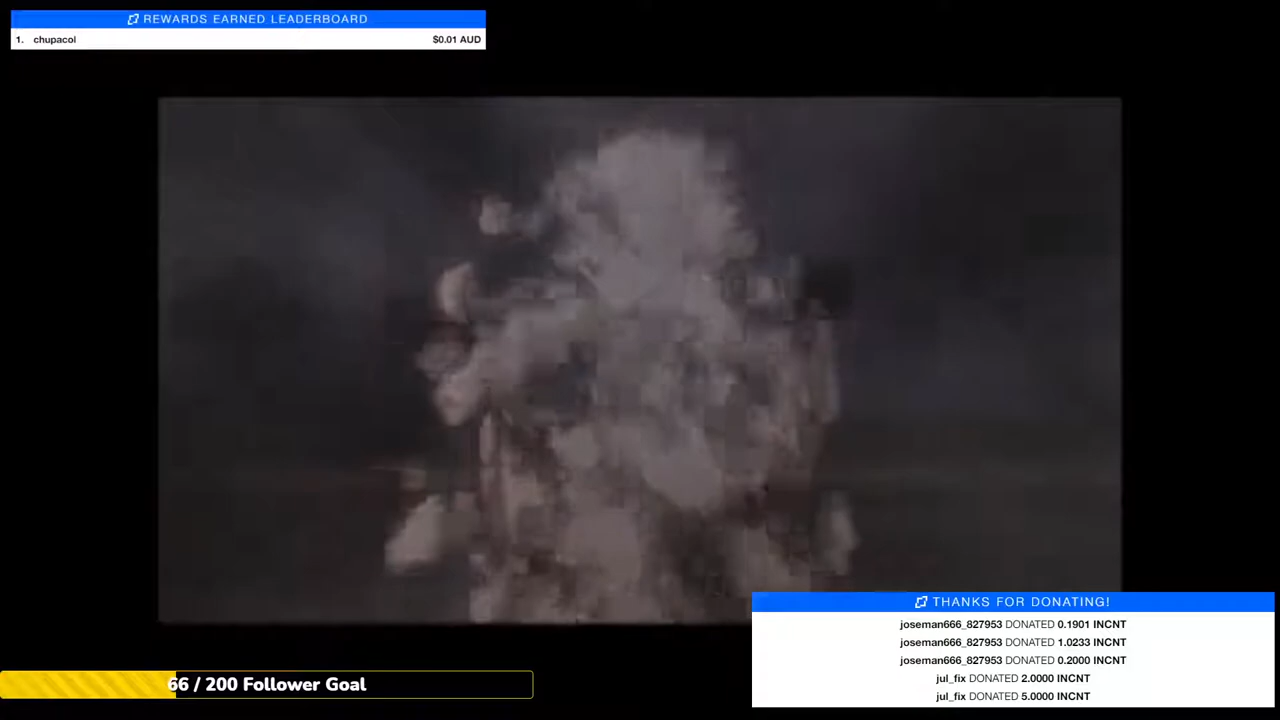 REWARDS EARNED LEADERBOARD
1. chupacol $0.01 AUD
THANKS FOR DONATING!
joseman666_827953 DONATED 0.1901 INCNT
joseman666_827953 DONATED 1.0233 INCNT
joseman666_827953 DONATED 0.2000 INCNT
jul_fix DONATED 2.0000 INCNT
jul_fix DONATED 5.0000 INCNT
66 / 200 Follower Goal